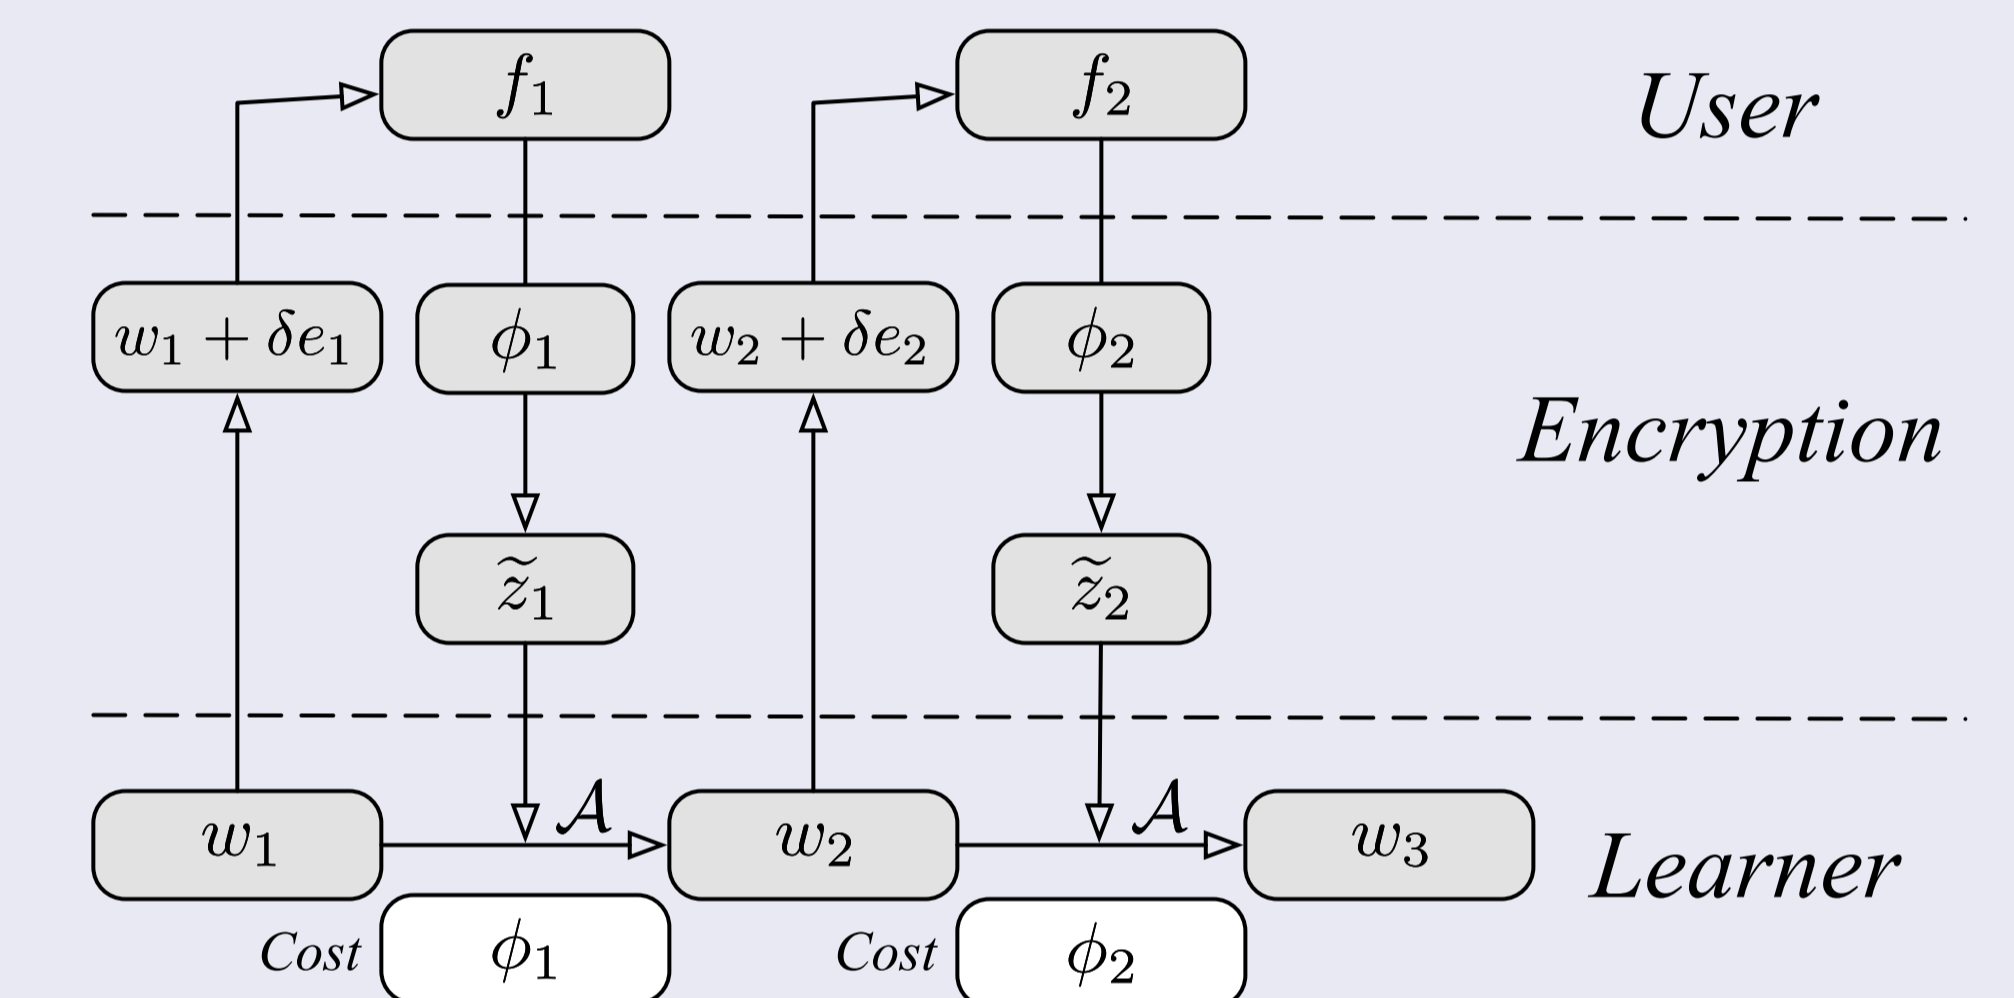 f₁ f₂ User
w₁ + δe₁ ϕ₁ w₂ + δe₂ ϕ₂
Encryption
z̃₁ z̃₂
𝒜 𝒜
w₁ w₂ w₃ Learner
Cost ϕ₁ Cost ϕ₂